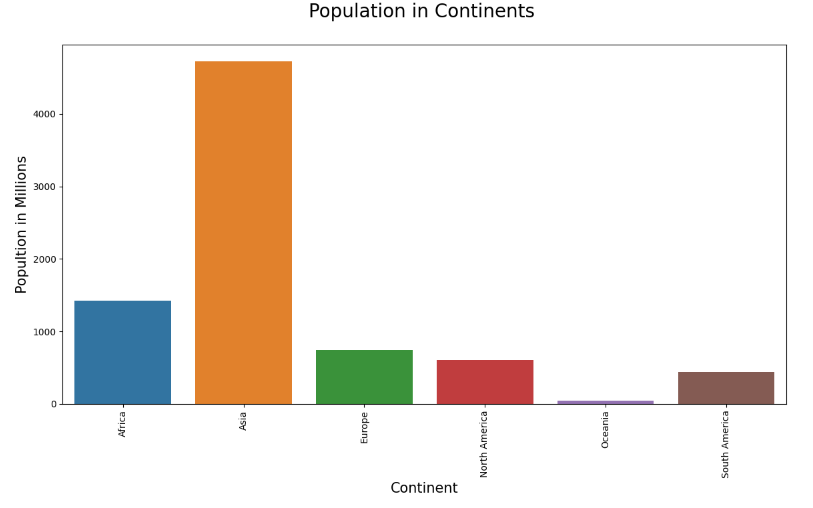 Population in Continents
Popultion in Millions
4000
3000
2000
1000
0
Africa
Asia
Europe
North America
Oceania
South America
Continent